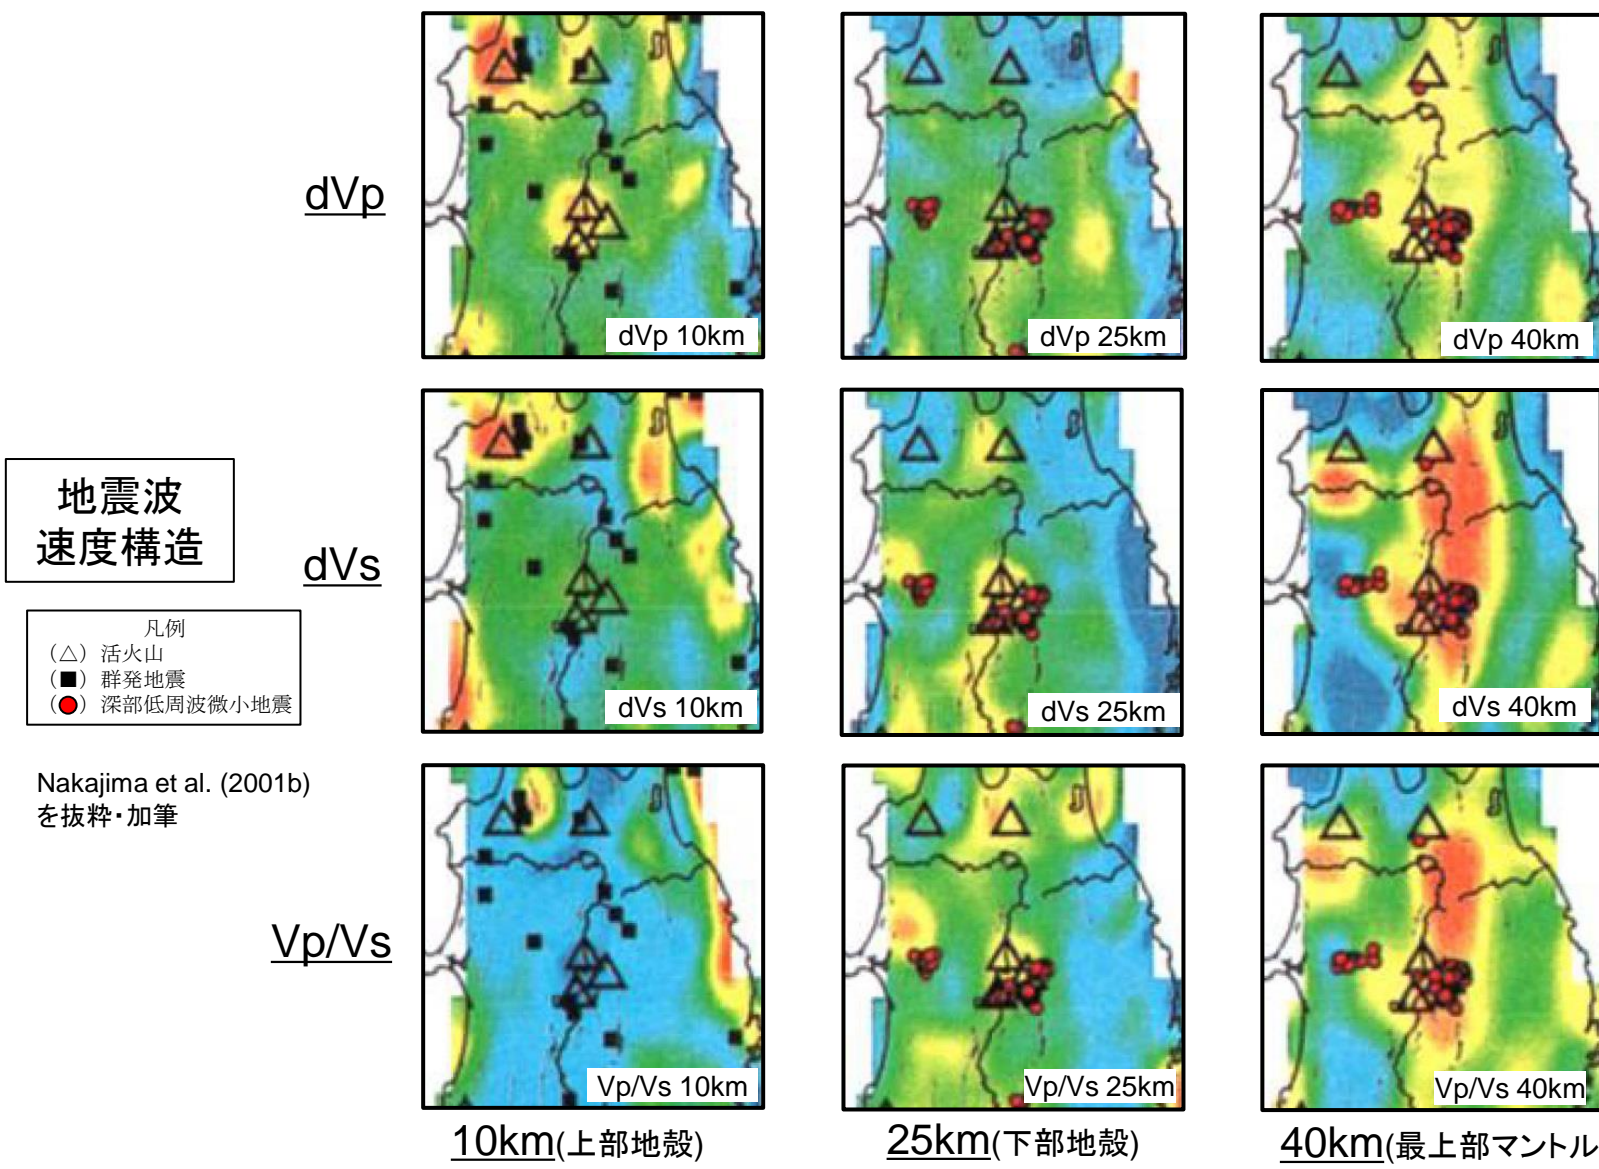 dVp
dVp 10km
dVp 25km
dVp 40km
地震波
速度構造
dVs
dVs 10km
dVs 25km
dVs 40km
凡例
(△) 活火山
(■) 群発地震
(●) 深部低周波微小地震
Nakajima et al. (2001b)
を抜粋・加筆
Vp/Vs
Vp/Vs 10km
Vp/Vs 25km
Vp/Vs 40km
10km(上部地殻)
25km(下部地殻)
40km(最上部マントル